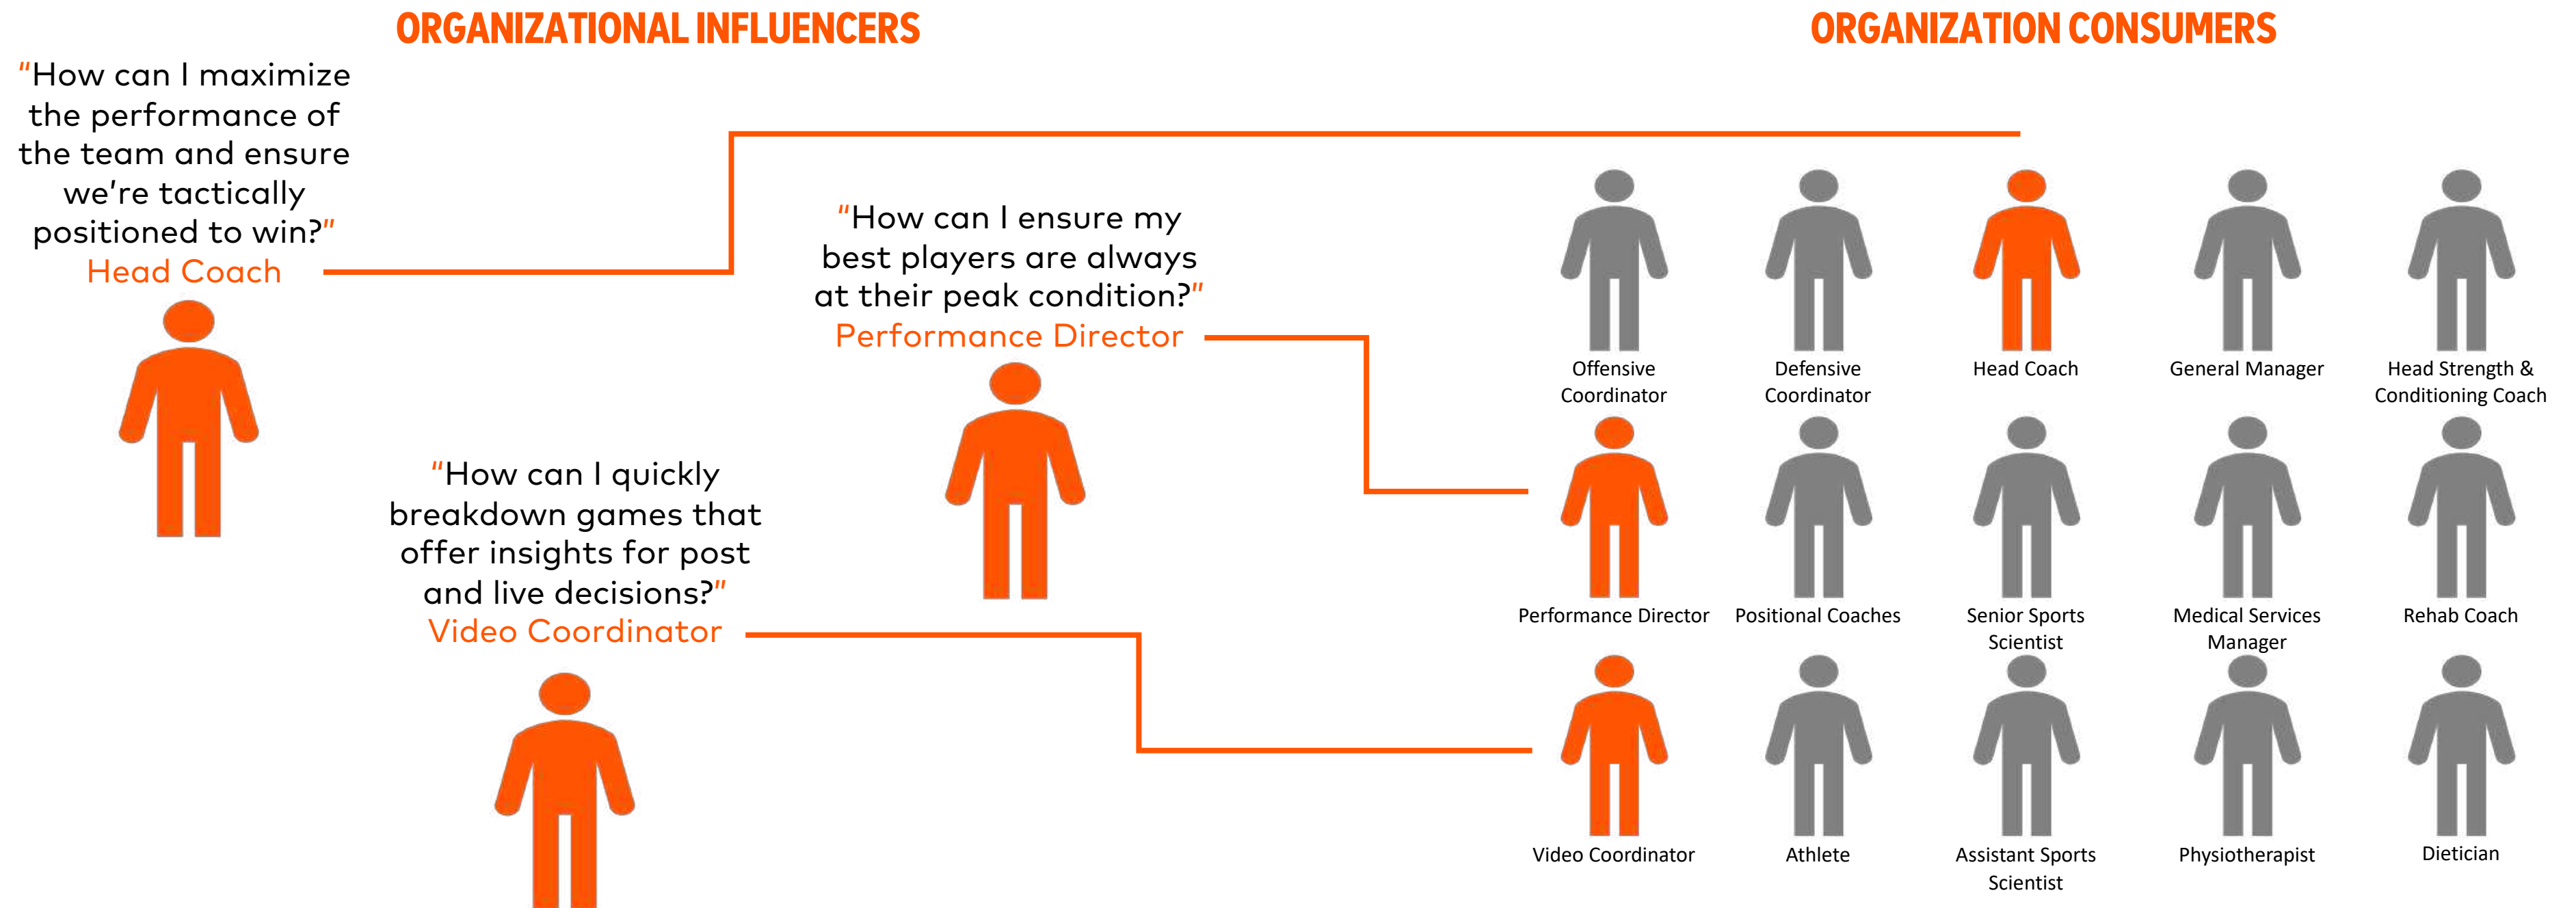 ORGANIZATIONAL INFLUENCERS
ORGANIZATION CONSUMERS
"How can I maximize
the performance of
the team and ensure
we're tactically
positioned to win?"
Head Coach
"How can I ensure my
best players are always
at their peak condition?"
Performance Director
"How can I quickly
breakdown games that
offer insights for post
and live decisions?"
Video Coordinator
Offensive
Coordinator
Defensive
Coordinator
Head Coach
General Manager
Head Strength &
Conditioning Coach
Performance Director
Positional Coaches
Senior Sports
Scientist
Medical Services
Manager
Rehab Coach
Video Coordinator
Athlete
Assistant Sports
Scientist
Physiotherapist
Dietician